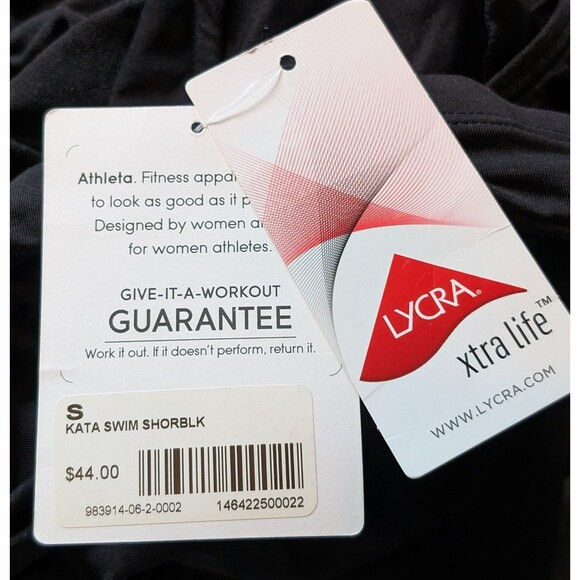 Athleta. Fitness
to look as good as it
Designed by women
for women athletes.
GIVE-IT-A-WORKOUT
GUARANTEE
Work it out. If it doesn't perform, return it.
S
KATA SWIM SHORBLK
$44.00
983914-06-2-0002
146422500022
LYCRA®
xtra life™
WWW.LYCRA.COM